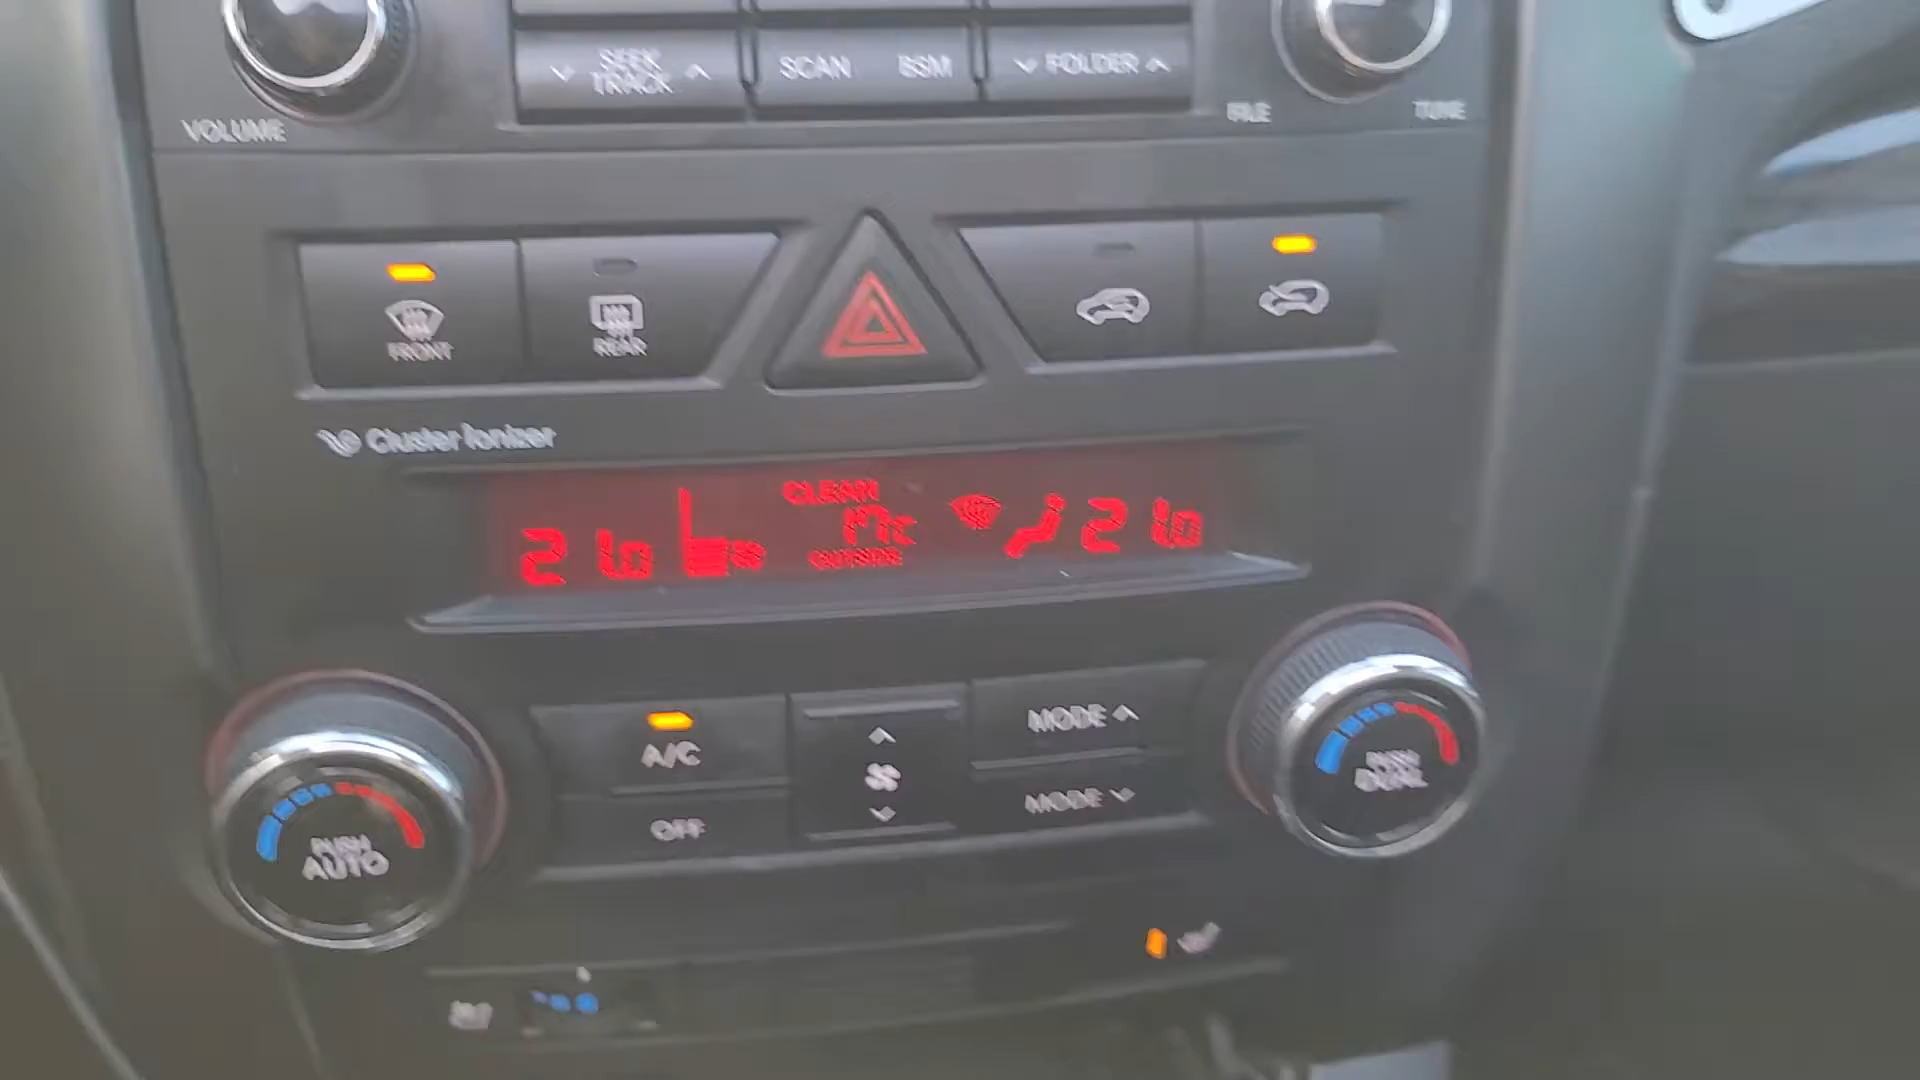 SEEK
TRACK
SCAN
BSM
FOLDER
VOLUME
FILE
TUNE
FRONT
REAR
Cluster Ionizer
CLEAN
OUTSIDE
A/C
MODE
OFF
MODE
PUSH
AUTO
PUSH
DUAL